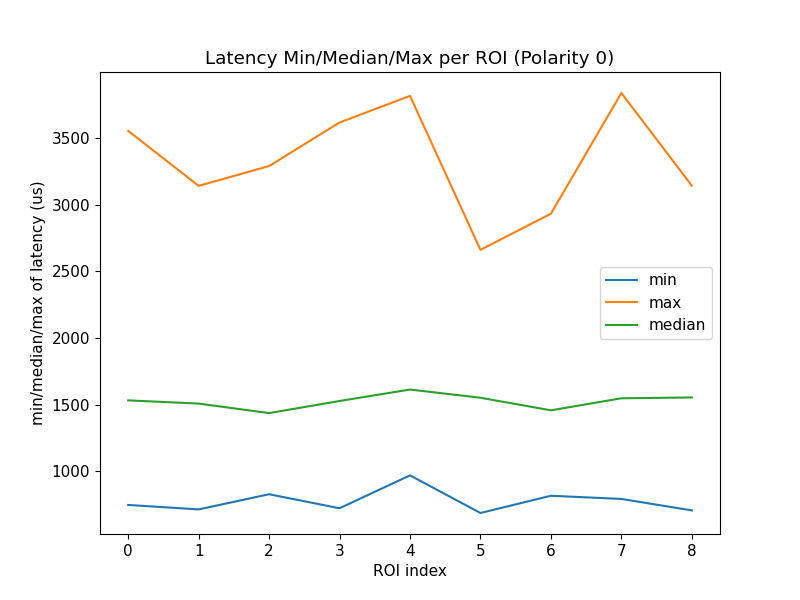 Latency Min/Median/Max per ROI (Polarity 0)
min/median/max of latency (us)
3500
3000
2500
2000
1500
1000
min
max
median
0 1 2 3 4 5 6 7 8
ROI index